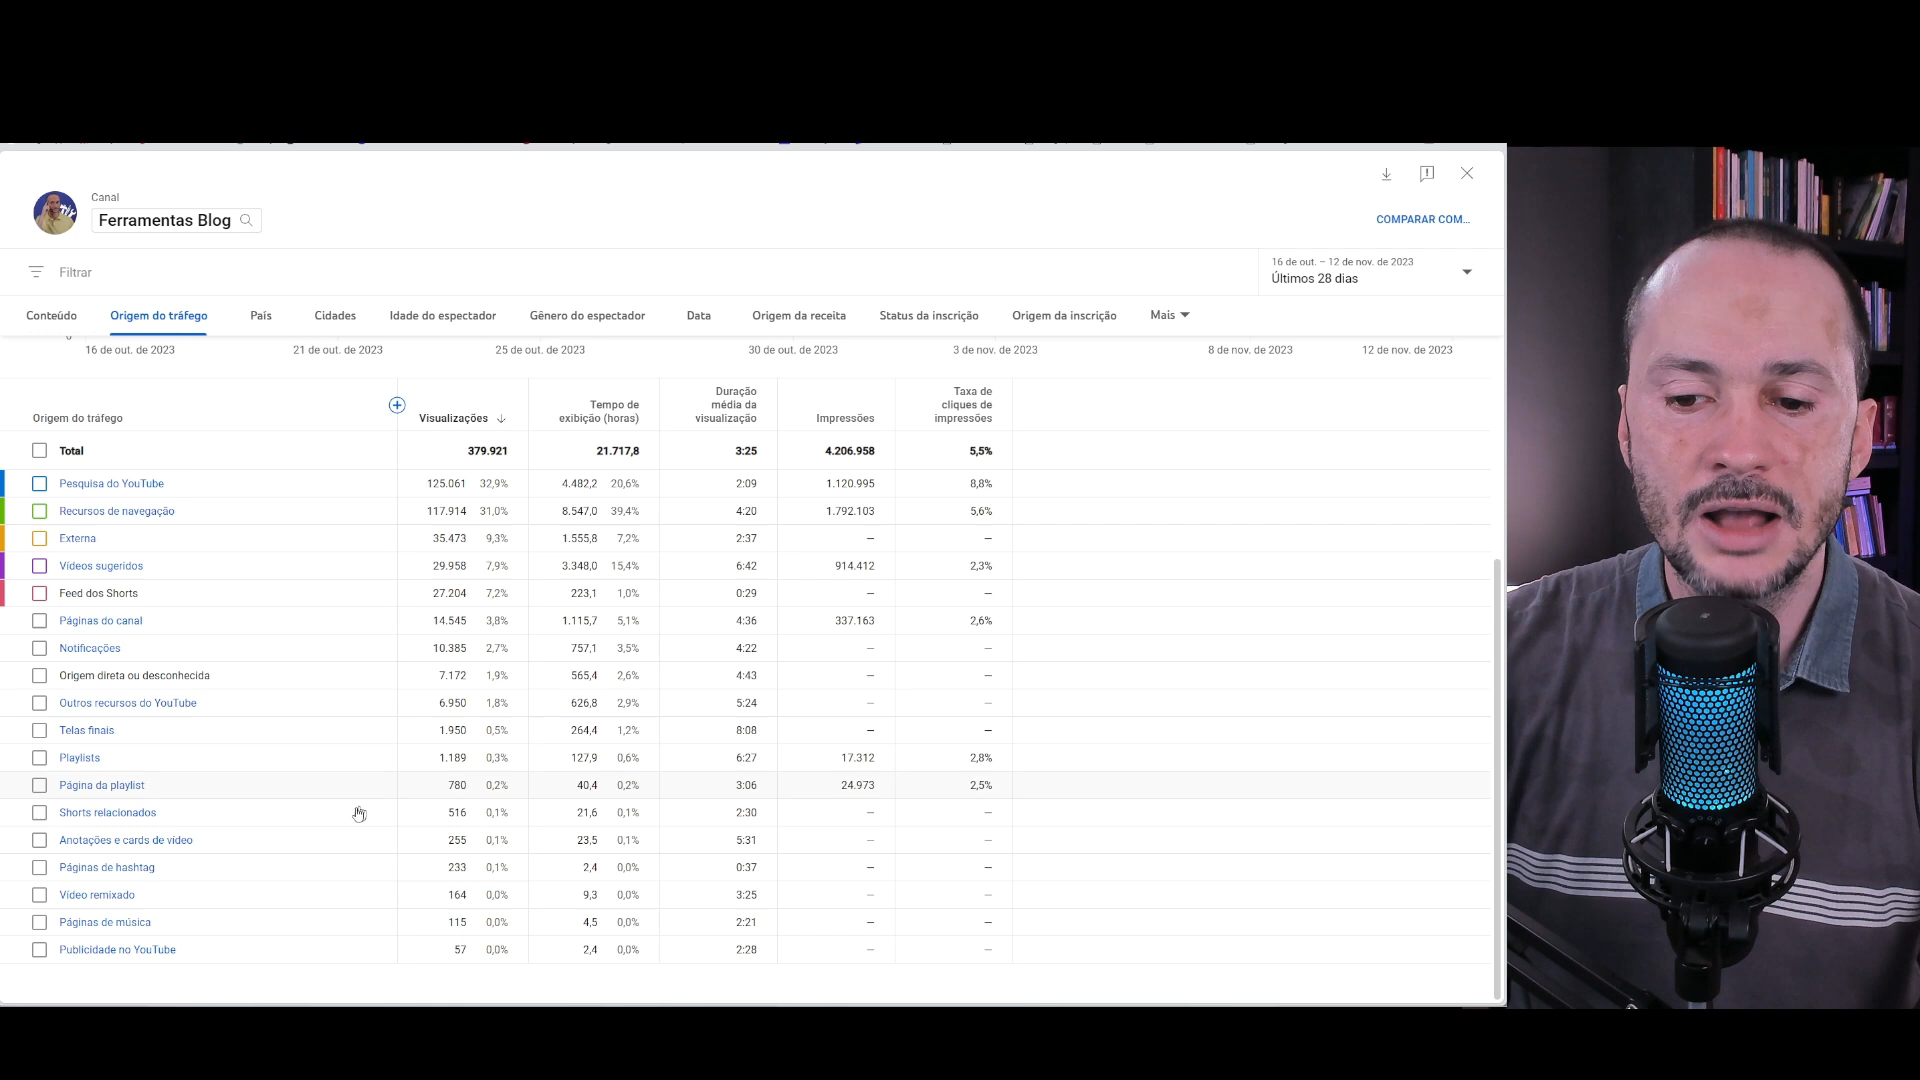 Canal
Ferramentas Blog
COMPARAR COM...
Filtrar
16 de out. – 12 de nov. de 2023
Últimos 28 dias
Conteúdo Origem do tráfego País Cidades Idade do espectador Gênero do espectador Data Origem da receita Status da inscrição Origem da inscrição Mais
16 de out. de 2023 21 de out. de 2023 25 de out. de 2023 30 de out. de 2023 3 de nov. de 2023 8 de nov. de 2023 12 de nov. de 2023
Origem do tráfego
Visualizações
Tempo de
exibição (horas)
Duração
média da
visualização
Impressões
Taxa de
cliques de
impressões
Total 379.921 21.717,8 3:25 4.206.958 5,5%
Pesquisa do YouTube 125.061 32,9% 4.482,2 20,6% 2:09 1.120.995 8,8%
Recursos de navegação 117.914 31,0% 8.547,0 39,4% 4:20 1.792.103 5,6%
Externa 35.473 9,3% 1.555,8 7,2% 2:37 — —
Vídeos sugeridos 29.958 7,9% 3.348,0 15,4% 6:42 914.412 2,3%
Feed dos Shorts 27.204 7,2% 223,1 1,0% 0:29 — —
Páginas do canal 14.545 3,8% 1.115,7 5,1% 4:36 337.163 2,6%
Notificações 10.385 2,7% 757,1 3,5% 4:22 — —
Origem direta ou desconhecida 7.172 1,9% 565,4 2,6% 4:43 — —
Outros recursos do YouTube 6.950 1,8% 626,8 2,9% 5:24 — —
Telas finais 1.950 0,5% 264,4 1,2% 8:08 — —
Playlists 1.189 0,3% 127,9 0,6% 6:27 17.312 2,8%
Página da playlist 780 0,2% 40,4 0,2% 3:06 24.973 2,5%
Shorts relacionados 516 0,1% 21,6 0,1% 2:30 — —
Anotações e cards de vídeo 255 0,1% 23,5 0,1% 5:31 — —
Páginas de hashtag 233 0,1% 2,4 0,0% 0:37 — —
Vídeo remixado 164 0,0% 9,3 0,0% 3:25 — —
Páginas de música 115 0,0% 4,5 0,0% 2:21 — —
Publicidade no YouTube 57 0,0% 2,4 0,0% 2:28 — —